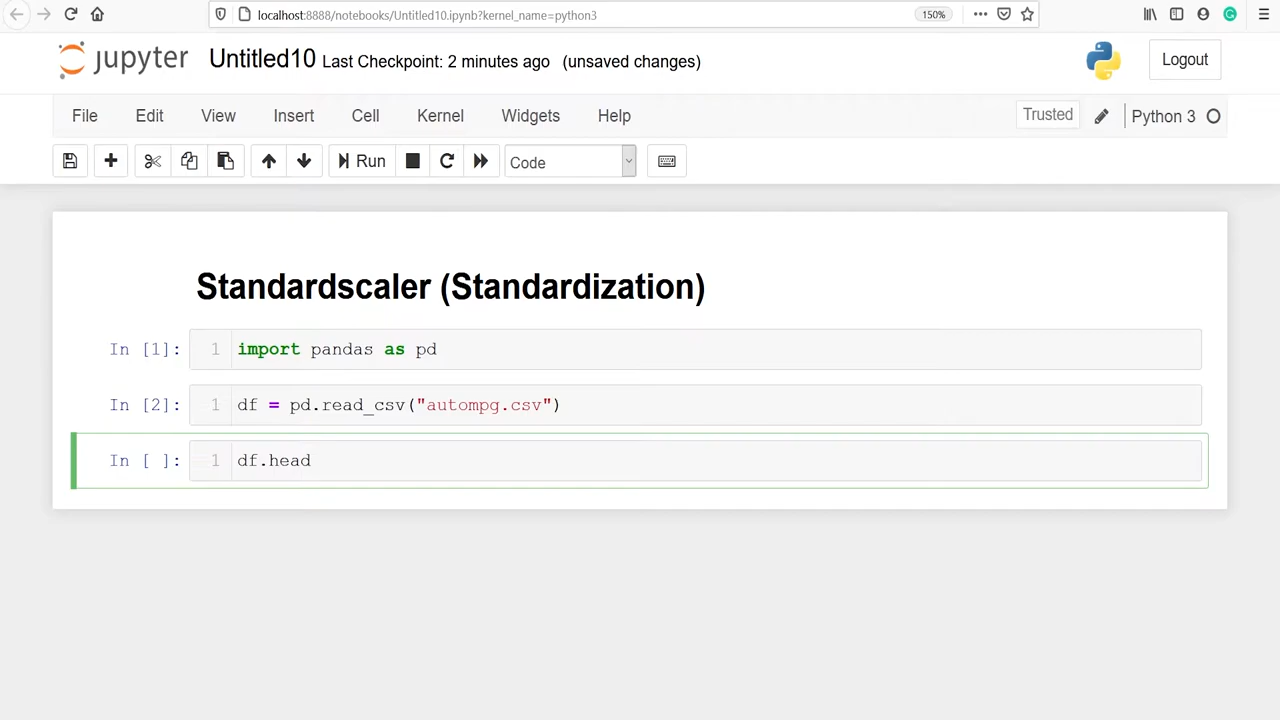 localhost:8888/notebooks/Untitled10.ipynb?kernel_name=python3 150%
jupyter Untitled10 Last Checkpoint: 2 minutes ago (unsaved changes) Logout
File Edit View Insert Cell Kernel Widgets Help Trusted Python 3
Run Code
Standardscaler (Standardization)
In [1]: 1 import pandas as pd
In [2]: 1 df = pd.read_csv("autompg.csv")
In [ ]: 1 df.head